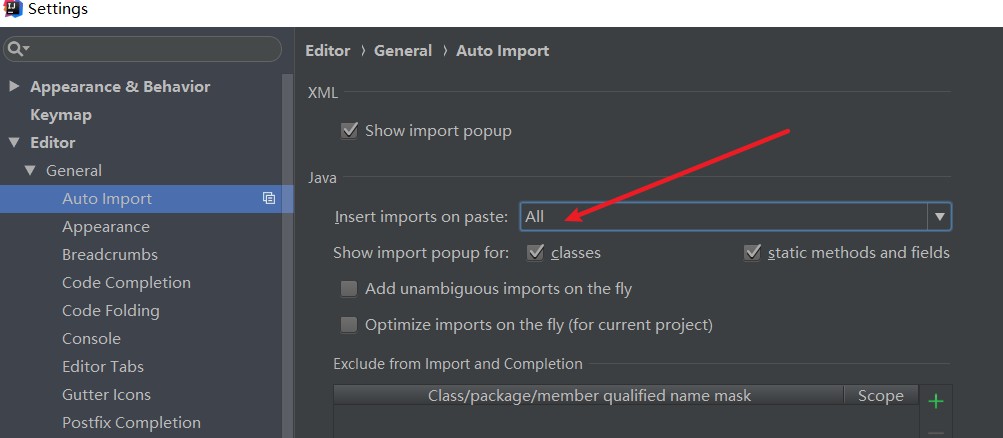 Settings
Appearance & Behavior
Keymap
Editor
General
Auto Import
Appearance
Breadcrumbs
Code Completion
Code Folding
Console
Editor Tabs
Gutter Icons
Postfix Completion
Editor › General › Auto Import
XML
Show import popup
Java
Insert imports on paste: All
Show import popup for: classes static methods and fields
Add unambiguous imports on the fly
Optimize imports on the fly (for current project)
Exclude from Import and Completion
Class/package/member qualified name mask Scope